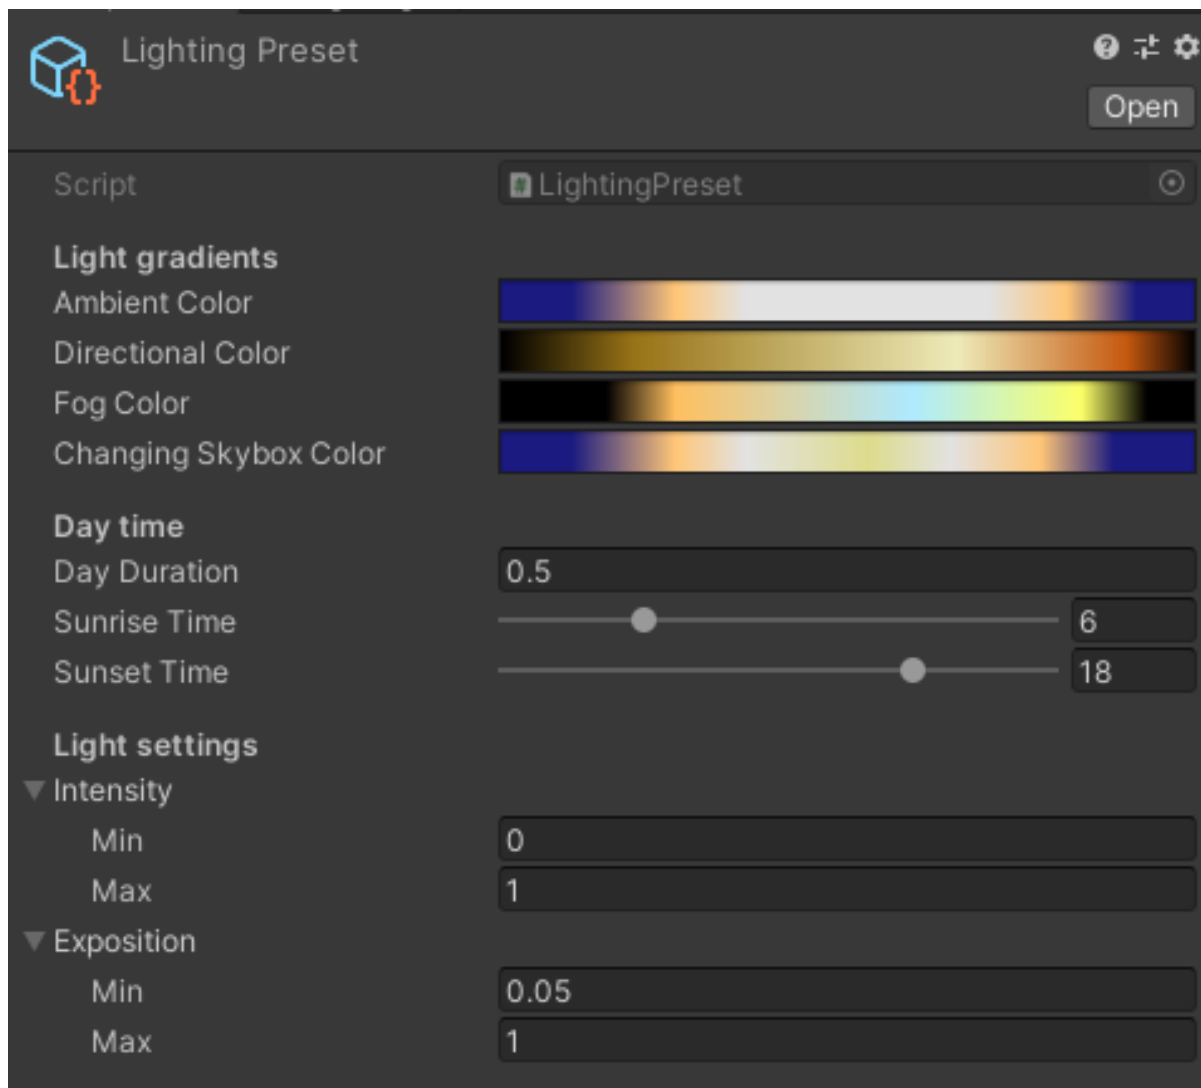 Lighting Preset
Open
Script LightingPreset
Light gradients
Ambient Color
Directional Color
Fog Color
Changing Skybox Color
Day time
Day Duration 0.5
Sunrise Time 6
Sunset Time 18
Light settings
Intensity
Min 0
Max 1
Exposition
Min 0.05
Max 1